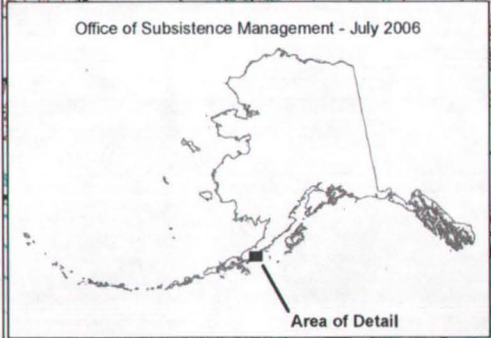 Office of Subsistence Management - July 2006
Area of Detail